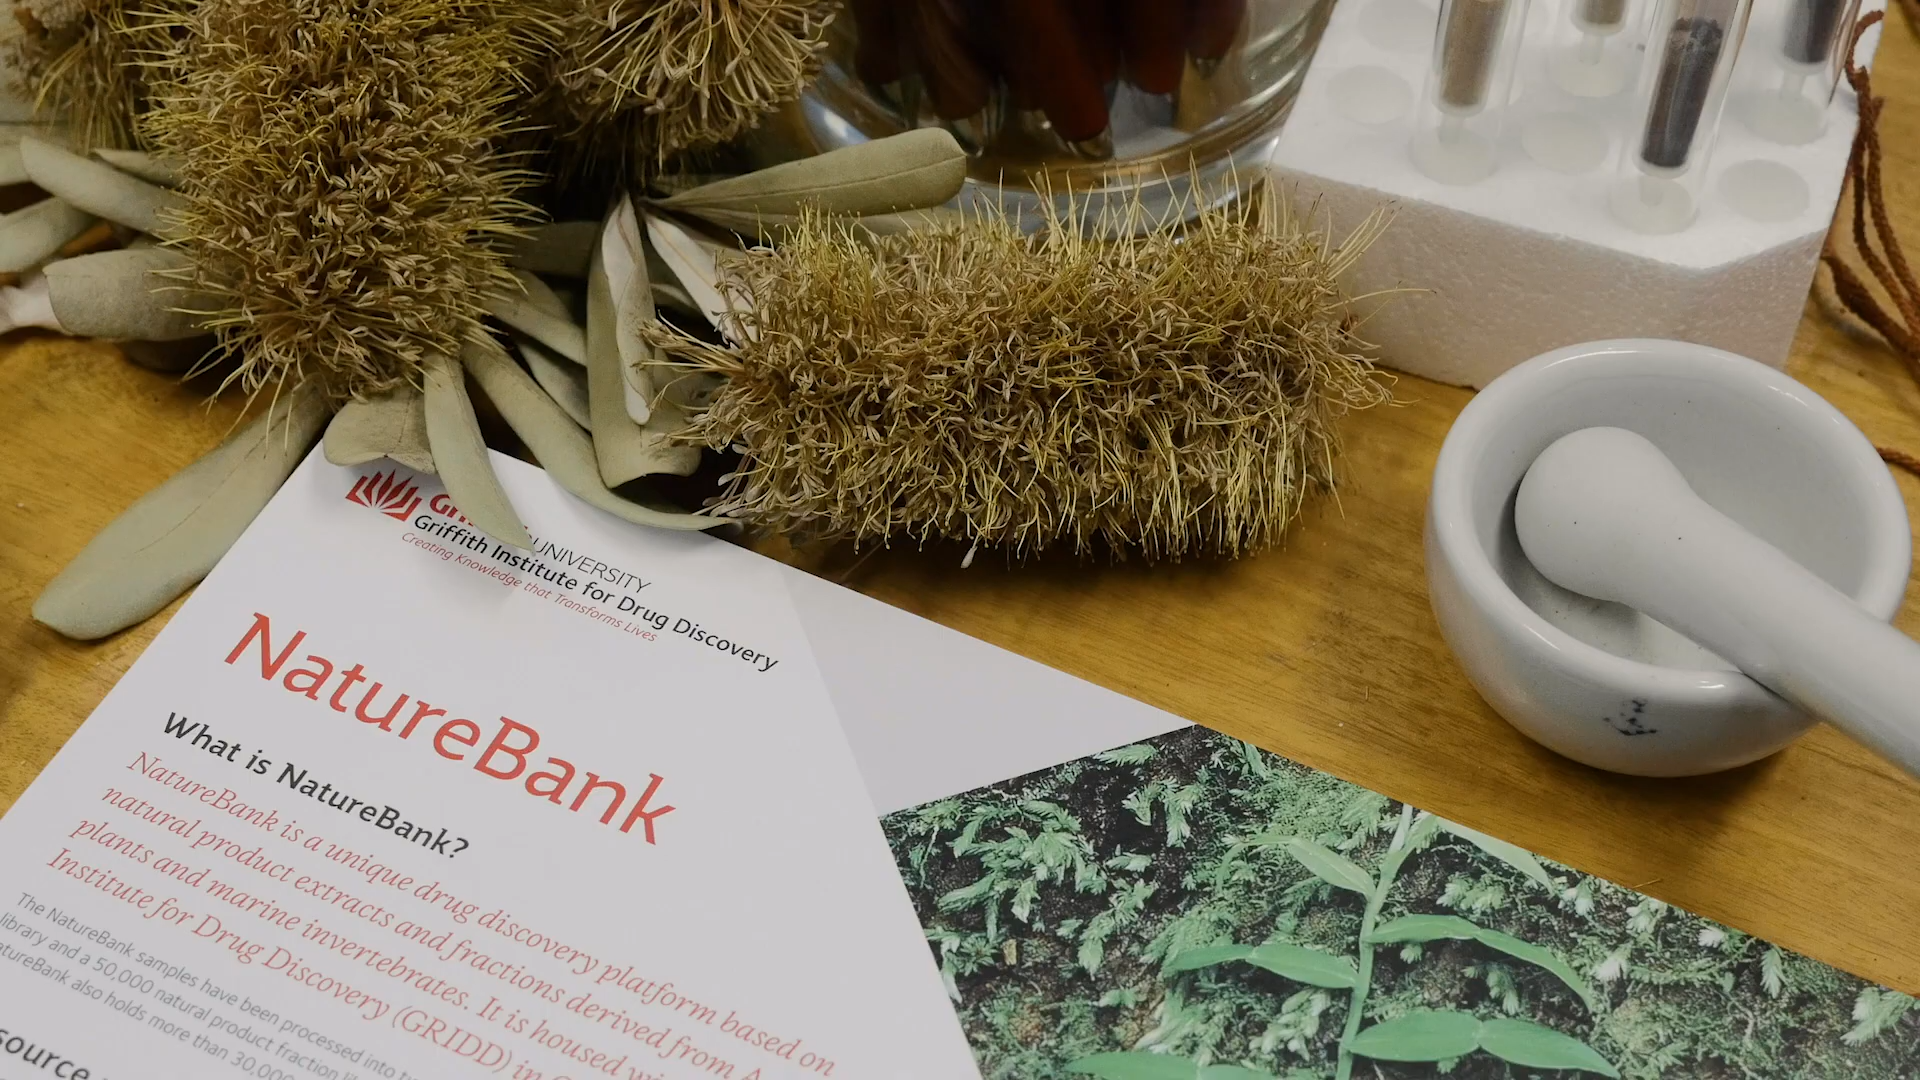 UNIVERSITY
Griffith Institute for Drug Discovery
Creating Knowledge that Transforms Lives
NatureBank
What is NatureBank?
NatureBank is a unique drug discovery platform based on
natural product extracts and fractions derived from A
plants and marine invertebrates. It is housed wi
Institute for Drug Discovery (GRIDD) in
The NatureBank samples have been processed into
library and a 50,000 natural product fraction
atureBank also holds more than 30,000
source